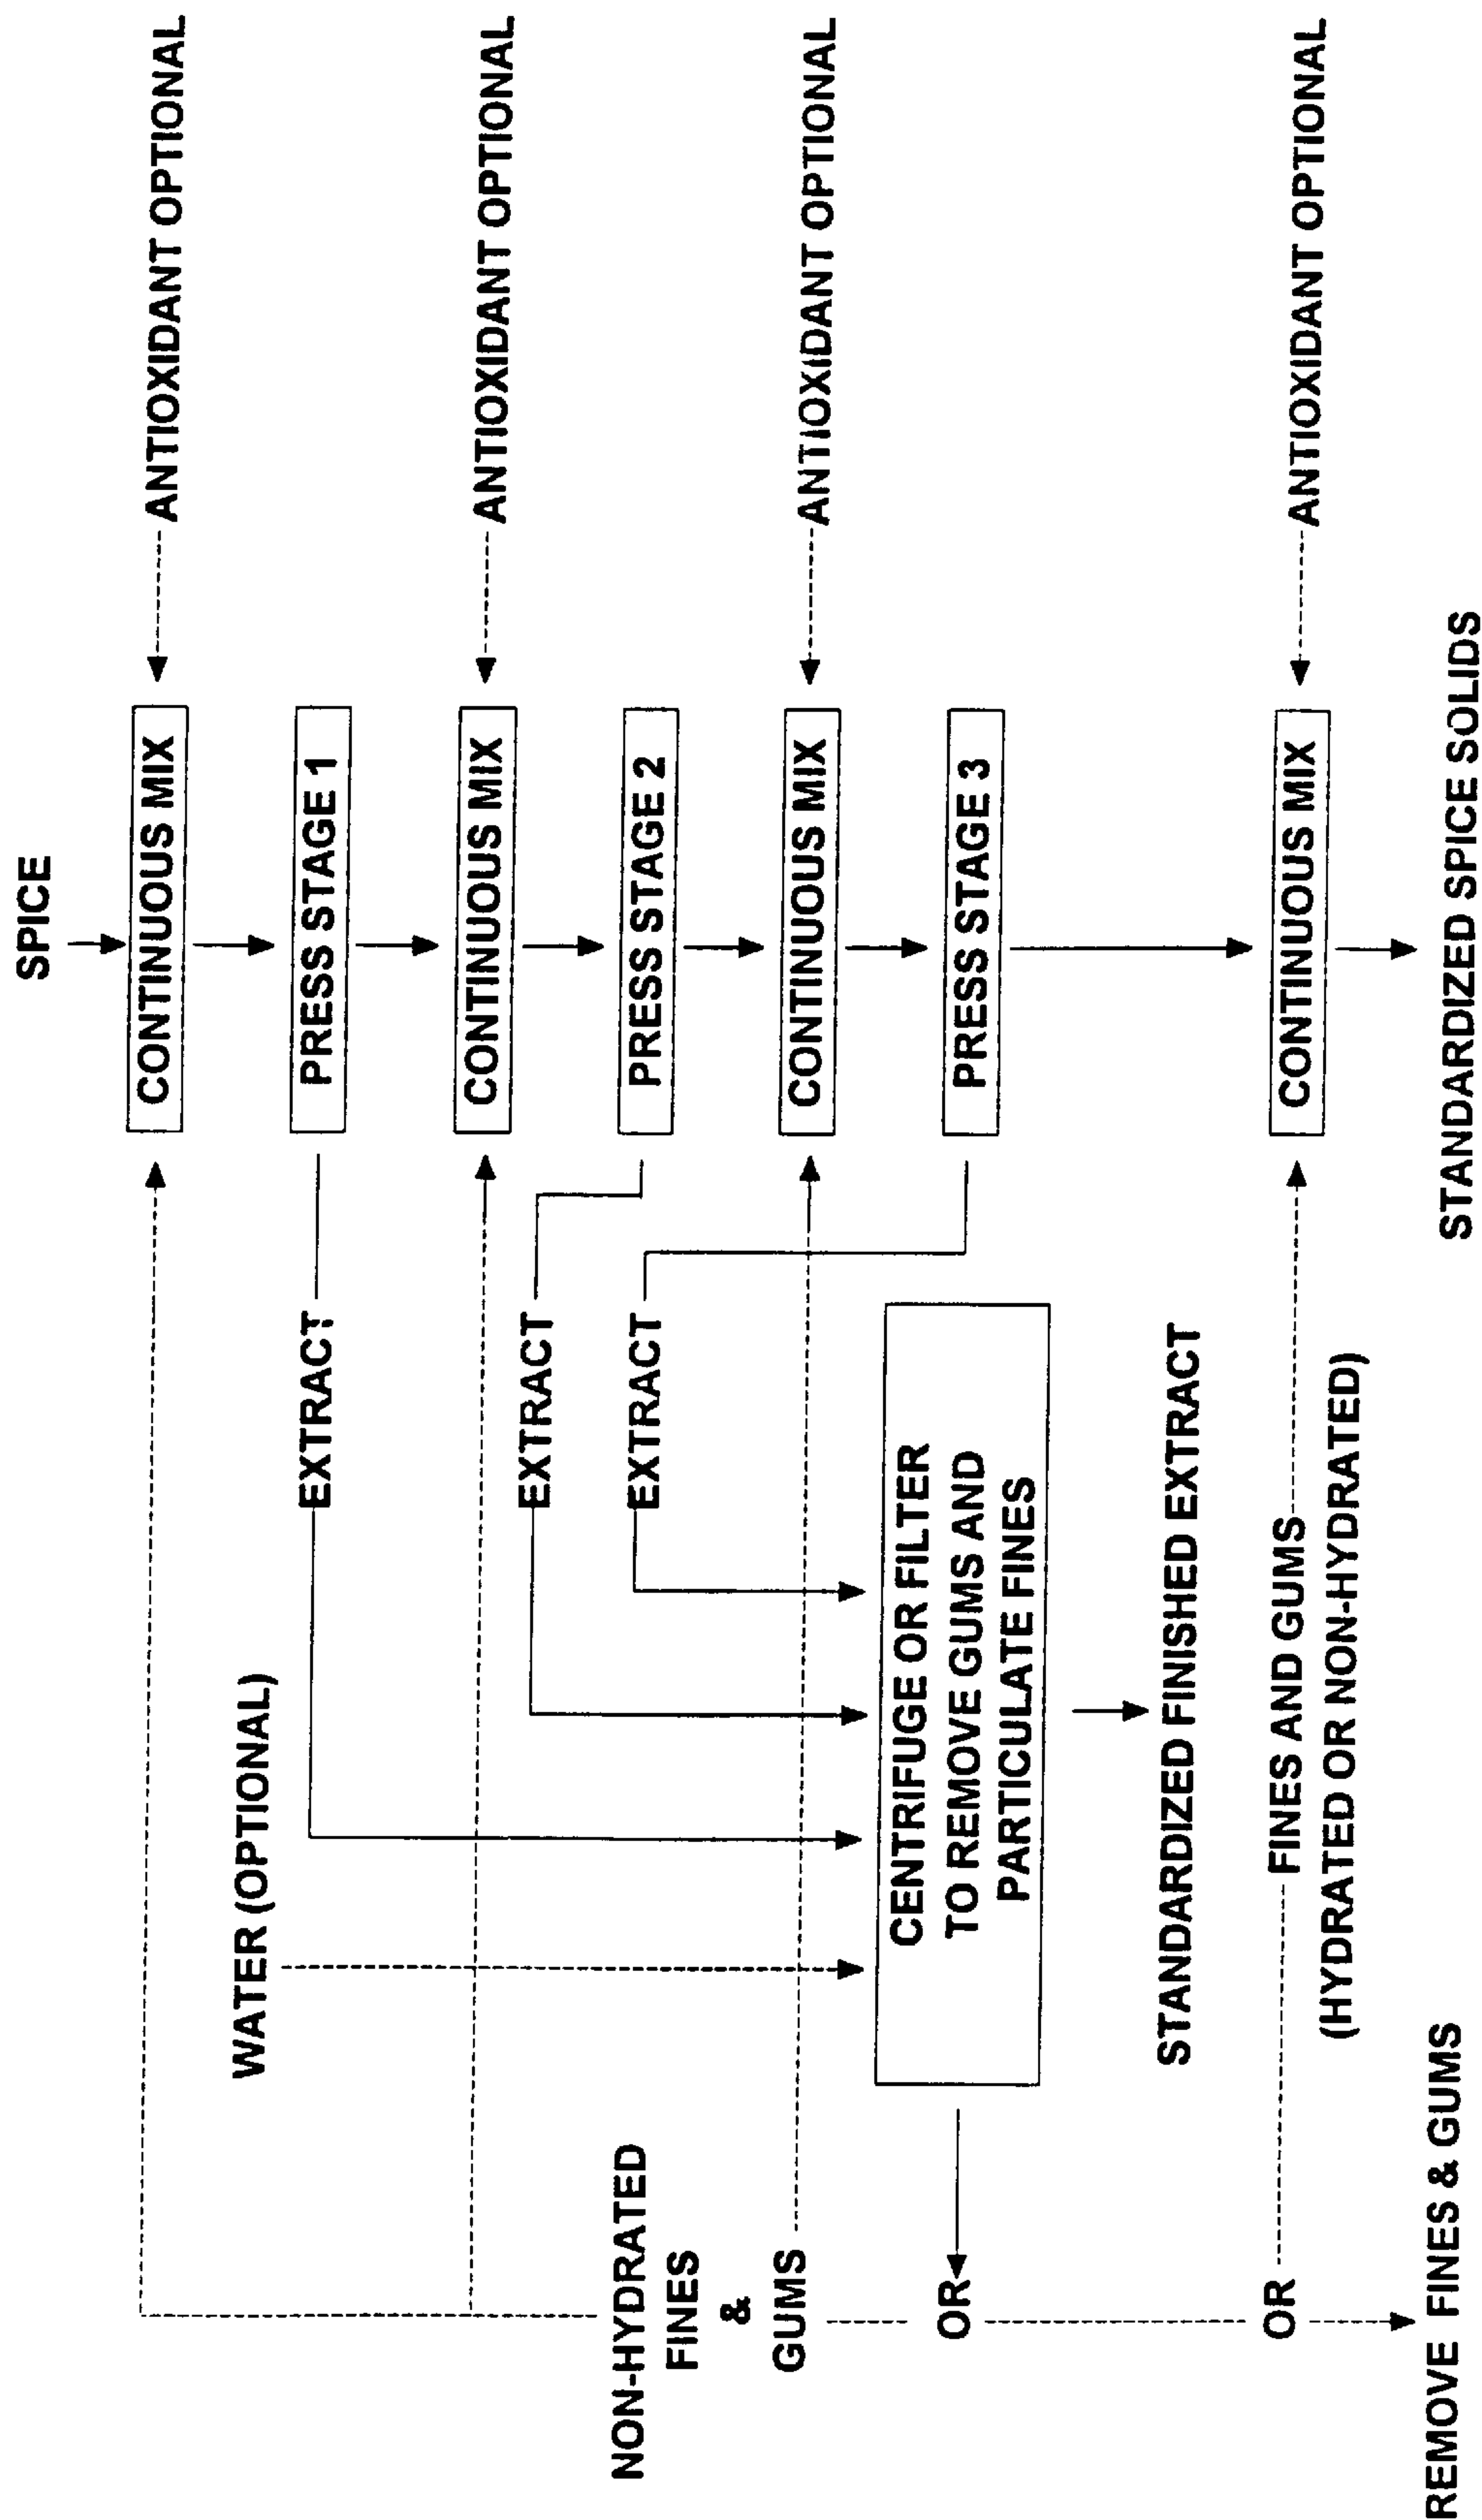 SPICE
CONTINUOUS MIX
ANTIOXIDANT OPTIONAL
PRESS STAGE 1
CONTINUOUS MIX
ANTIOXIDANT OPTIONAL
PRESS STAGE 2
CONTINUOUS MIX
ANTIOXIDANT OPTIONAL
PRESS STAGE 3
CONTINUOUS MIX
ANTIOXIDANT OPTIONAL
STANDARDIZED SPICE SOLIDS
WATER (OPTIONAL)
EXTRACT
EXTRACT
EXTRACT
CENTRIFUGE OR FILTER
TO REMOVE GUMS AND
PARTICULATE FINES
STANDARDIZED FINISHED EXTRACT
NON-HYDRATED
FINES
&
GUMS
OR
OR
FINES AND GUMS
(HYDRATED OR NON-HYDRATED)
REMOVE FINES & GUMS